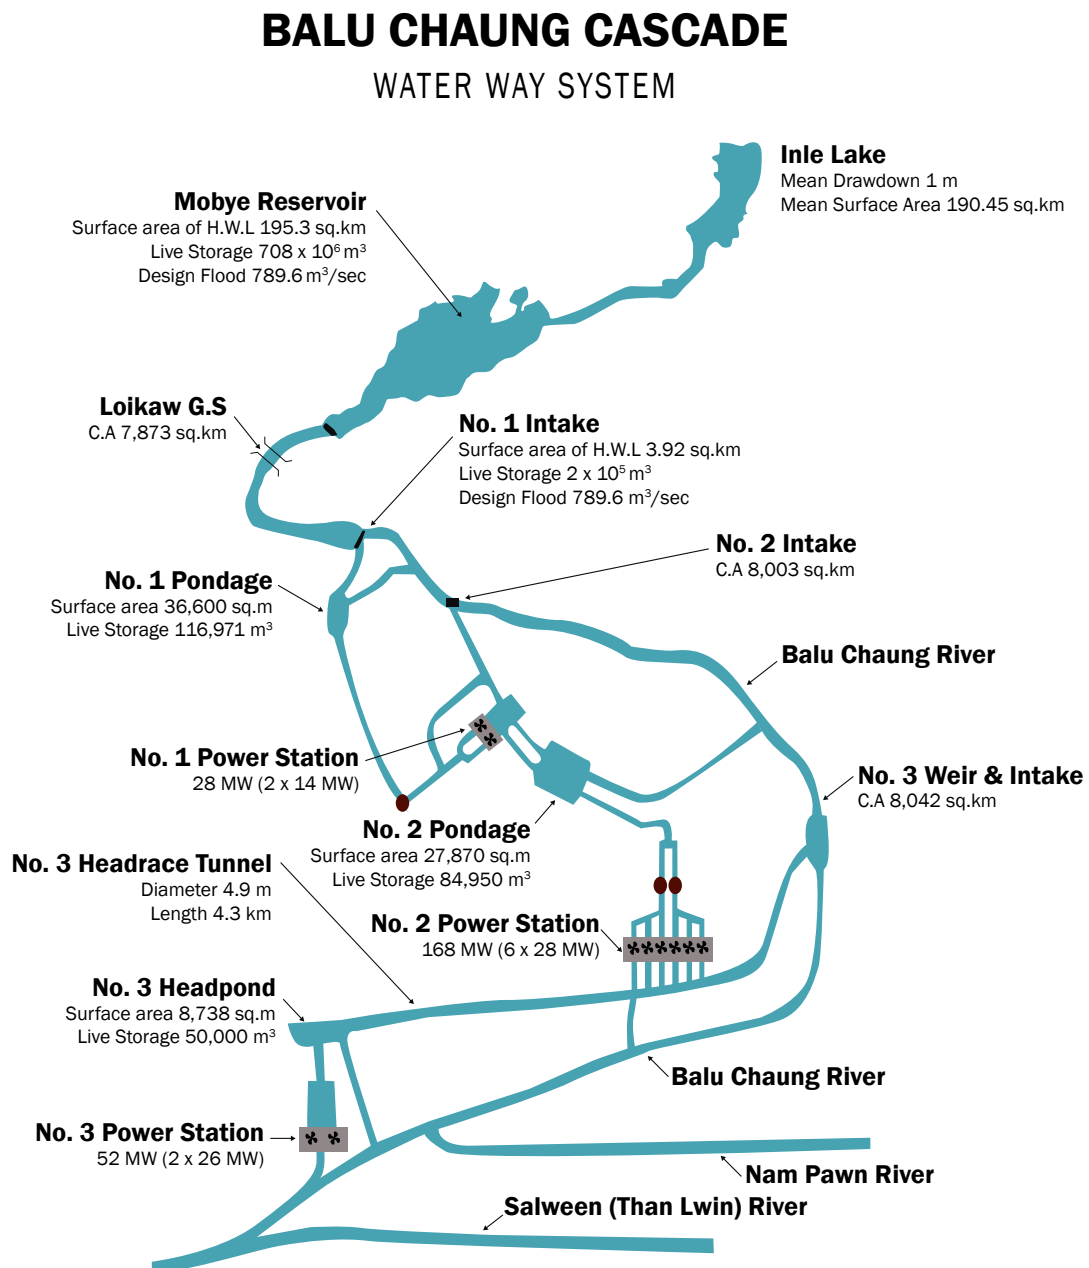 BALU CHAUNG CASCADE
WATER WAY SYSTEM
Inle Lake
Mean Drawdown 1 m
Mean Surface Area 190.45 sq.km
Mobye Reservoir
Surface area of H.W.L 195.3 sq.km
Live Storage 708 x 10⁶ m³
Design Flood 789.6 m³/sec
Loikaw G.S
C.A 7,873 sq.km
No. 1 Intake
Surface area of H.W.L 3.92 sq.km
Live Storage 2 x 10⁵ m³
Design Flood 789.6 m³/sec
No. 2 Intake
C.A 8,003 sq.km
No. 1 Pondage
Surface area 36,600 sq.m
Live Storage 116,971 m³
Balu Chaung River
No. 1 Power Station
28 MW (2 x 14 MW)
No. 3 Weir & Intake
C.A 8,042 sq.km
No. 2 Pondage
Surface area 27,870 sq.m
Live Storage 84,950 m³
No. 3 Headrace Tunnel
Diameter 4.9 m
Length 4.3 km
No. 2 Power Station
168 MW (6 x 28 MW)
No. 3 Headpond
Surface area 8,738 sq.m
Live Storage 50,000 m³
Balu Chaung River
No. 3 Power Station
52 MW (2 x 26 MW)
Nam Pawn River
Salween (Than Lwin) River